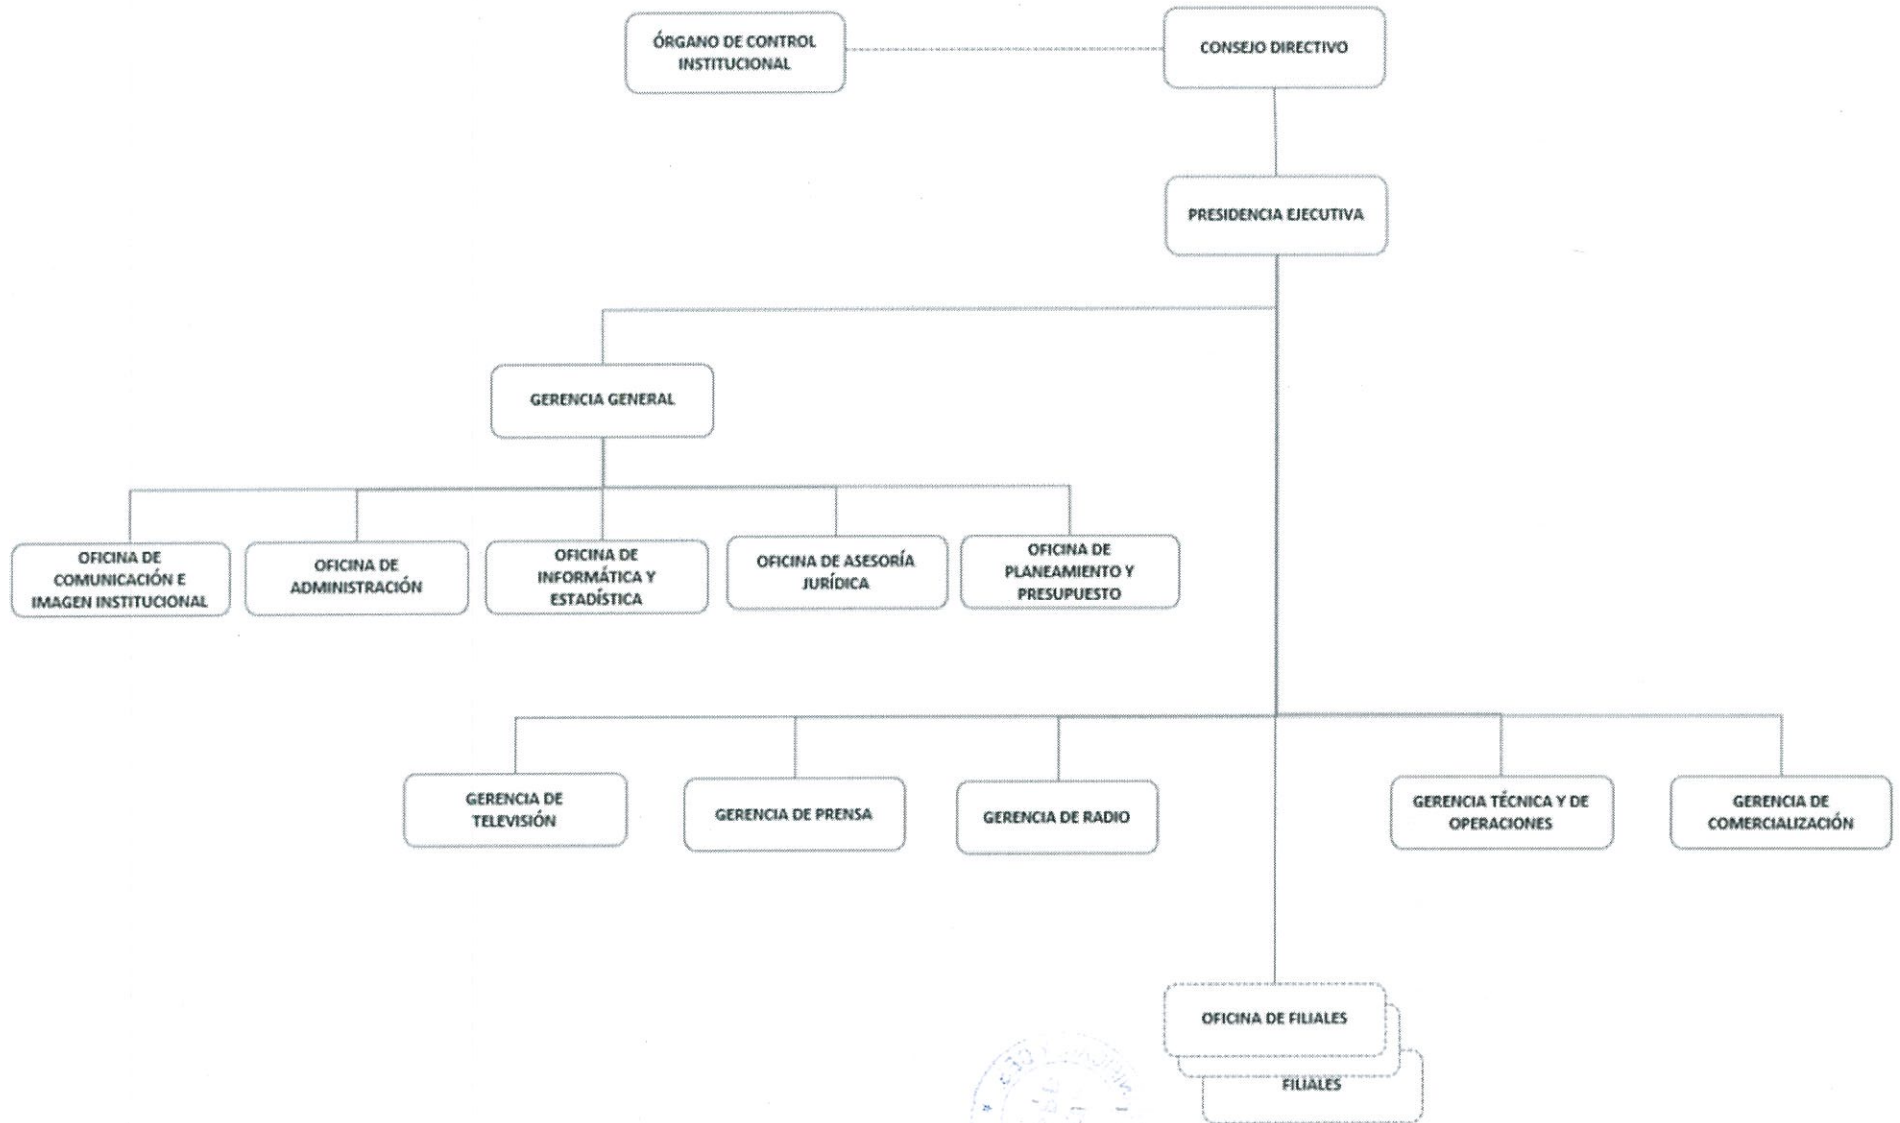 ÓRGANO DE CONTROL
INSTITUCIONAL
CONSEJO DIRECTIVO
PRESIDENCIA EJECUTIVA
GERENCIA GENERAL
OFICINA DE
COMUNICACIÓN E
IMAGEN INSTITUCIONAL
OFICINA DE
ADMINISTRACIÓN
OFICINA DE
INFORMÁTICA Y
ESTADÍSTICA
OFICINA DE ASESORÍA
JURÍDICA
OFICINA DE
PLANEAMIENTO Y
PRESUPUESTO
GERENCIA DE
TELEVISIÓN
GERENCIA DE PRENSA
GERENCIA DE RADIO
GERENCIA TÉCNICA Y DE
OPERACIONES
GERENCIA DE
COMERCIALIZACIÓN
OFICINA DE FILIALES
FILIALES